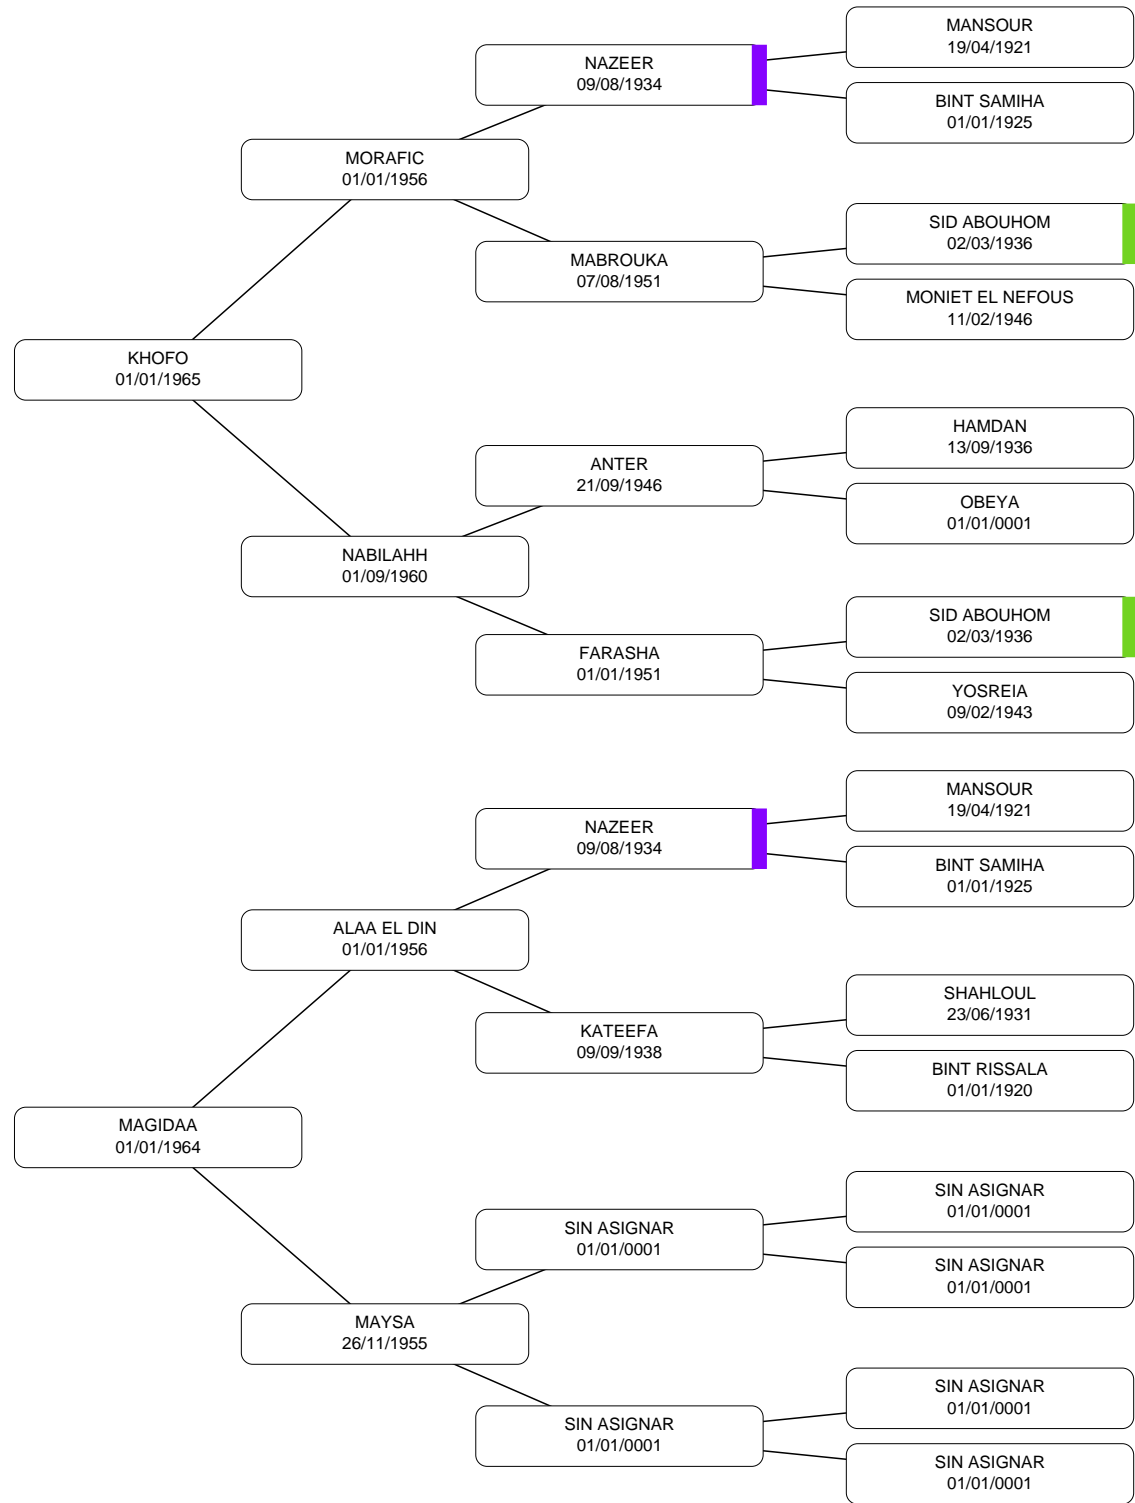 MANSOUR
19/04/1921
NAZEER
09/08/1934
BINT SAMIHA
01/01/1925
MORAFIC
01/01/1956
SID ABOUHOM
02/03/1936
MABROUKA
07/08/1951
MONIET EL NEFOUS
11/02/1946
KHOFO
01/01/1965
HAMDAN
13/09/1936
ANTER
21/09/1946
OBEYA
01/01/0001
NABILAHH
01/09/1960
SID ABOUHOM
02/03/1936
FARASHA
01/01/1951
YOSREIA
09/02/1943
MANSOUR
19/04/1921
NAZEER
09/08/1934
BINT SAMIHA
01/01/1925
ALAA EL DIN
01/01/1956
SHAHLOUL
23/06/1931
KATEEFA
09/09/1938
BINT RISSALA
01/01/1920
MAGIDAA
01/01/1964
SIN ASIGNAR
01/01/0001
SIN ASIGNAR
01/01/0001
SIN ASIGNAR
01/01/0001
MAYSA
26/11/1955
SIN ASIGNAR
01/01/0001
SIN ASIGNAR
01/01/0001
SIN ASIGNAR
01/01/0001